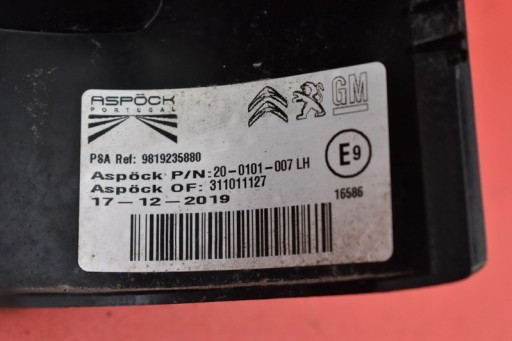 ASPÖCK
PORTUGAL
GM
PSA Ref: 9819235880
Aspöck P/N: 20-0101-007 LH
Aspöck OF: 311011127
17-12-2019
E9
16586